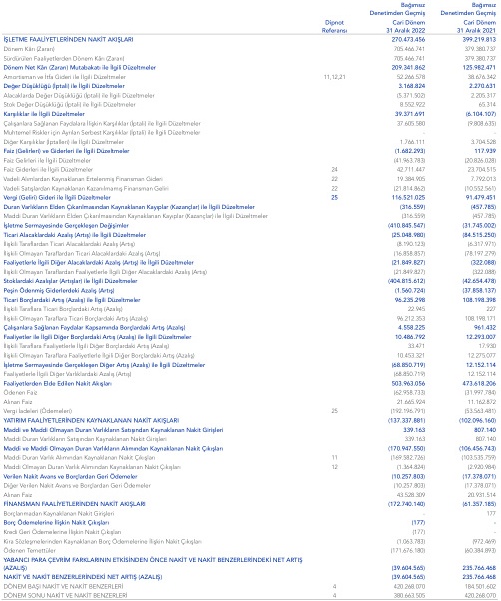 Bağımsız Bağımsız
Denetimden Geçmiş Denetimden Geçmiş
Dipnot Cari Dönem Cari Dönem
Referansı 31 Aralık 2022 31 Aralık 2021
İŞLETME FAALİYETLERİNDEN NAKİT AKIŞLARI 270.473.456 399.219.813
Dönem Kârı (Zararı) 705.466.741 379.380.737
Sürdürülen Faaliyetlerden Dönem Kârı (Zararı) 705.466.741 379.380.737
Dönem Net Kârı (Zararı) Mutabakatı ile İlgili Düzeltmeler 209.341.862 125.982.471
Amortisman ve İtfa Gideri ile İlgili Düzeltmeler 11,12,21 52.266.578 38.676.342
Değer Düşüklüğü (İptali) ile İlgili Düzeltmeler 3.168.824 2.270.631
Alacaklarda Değer Düşüklüğü (İptali) ile İlgili Düzeltmeler (5.371.502) 2.205.317
Stok Değer Düşüklüğü (İptali) ile İlgili Düzeltmeler 8.552.922 65.314
Karşılıklar ile İlgili Düzeltmeler 39.371.691 (6.104.107)
Çalışanlara Sağlanan Faydalara İlişkin Karşılıklar (İptali) ile İlgili Düzeltmeler 37.605.580 (9.808.635)
Muhtemel Riskler için Ayrılan Serbest Karşılıklar (İptali) ile İlgili Düzeltmeler - -
Diğer Karşılıklar (İptalleri) ile İlgili Düzeltmeler 1.766.111 3.704.528
Faiz (Gelirleri) ve Giderleri ile İlgili Düzeltmeler (1.682.293) 117.939
Faiz Gelirleri ile İlgili Düzeltmeler (41.963.783) (20.826.028)
Faiz Giderleri ile İlgili Düzeltmeler 24 42.711.447 23.704.515
Vadeli Alımlardan Kaynaklanan Ertelenmiş Finansman Gideri 22 19.384.905 7.792.013
Vadeli Satışlardan Kaynaklanan Kazanılmamış Finansman Geliri 22 (21.814.862) (10.552.561)
Vergi (Geliri) Gideri ile İlgili Düzeltmeler 25 116.521.025 91.479.451
Duran Varlıkların Elden Çıkarılmasından Kaynaklanan Kayıplar (Kazançlar) ile İlgili Düzeltmeler (316.559) (457.785)
Maddi Duran Varlıkların Elden Çıkarılmasından Kaynaklanan Kayıplar (Kazançlar) ile İlgili Düzeltmeler (316.559) (457.785)
İşletme Sermayesinde Gerçekleşen Değişimler (410.845.547) (31.745.002)
Ticari Alacaklardaki Azalış (Artış) ile İlgili Düzeltmeler (25.048.980) (84.515.250)
İlişkili Taraflardan Ticari Alacaklardaki Azalış (Artış) (8.190.123) (6.317.971)
İlişkili Olmayan Taraflardan Ticari Alacaklardaki Azalış (Artış) (16.858.857) (78.197.279)
Faaliyetlerle İlgili Diğer Alacaklardaki Azalış (Artış) ile İlgili Düzeltmeler (21.849.827) (322.088)
İlişkili Olmayan Taraflardan Faaliyetlerle İlgili Diğer Alacaklardaki Azalış (Artış) (21.849.827) (322.088)
Stoklardaki Azalışlar (Artışlar) ile İlgili Düzeltmeler (404.815.612) (42.654.478)
Peşin Ödenmiş Giderlerdeki Azalış (Artış) (1.560.724) (37.858.137)
Ticari Borçlardaki Artış (Azalış) ile İlgili Düzeltmeler 96.235.298 108.198.398
İlişkili Taraflara Ticari Borçlardaki Artış (Azalış) 22.945 227
İlişkili Olmayan Taraflara Ticari Borçlardaki Artış (Azalış) 96.212.353 108.198.171
Çalışanlara Sağlanan Faydalar Kapsamında Borçlardaki Artış (Azalış) 4.558.225 961.432
Faaliyetler ile İlgili Diğer Borçlardaki Artış (Azalış) ile İlgili Düzeltmeler 10.486.792 12.293.007
İlişkili Taraflara Faaliyetlerle İlgili Diğer Borçlardaki Artış (Azalış) 33.471 17.930
İlişkili Olmayan Taraflara Faaliyetlerle İlgili Diğer Borçlardaki Artış (Azalış) 10.453.321 12.275.077
İşletme Sermayesinde Gerçekleşen Diğer Artış (Azalış) ile İlgili Düzeltmeler (68.850.719) 12.152.114
Faaliyetlerle İlgili Diğer Varlıklardaki Azalış (Artış) (68.850.719) 12.152.114
Faaliyetlerden Elde Edilen Nakit Akışları 503.963.056 473.618.206
Ödenen Faiz (62.958.733) (31.997.784)
Alınan Faiz 21.665.924 11.162.872
Vergi İadeleri (Ödemeleri) 25 (192.196.791) (53.563.481)
YATIRIM FAALİYETLERİNDEN KAYNAKLANAN NAKİT AKIŞLARI (137.337.881) (102.096.160)
Maddi ve Maddi Olmayan Duran Varlıkların Satışından Kaynaklanan Nakit Girişleri 339.163 807.140
Maddi Duran Varlıkların Satışından Kaynaklanan Nakit Girişleri 339.163 807.140
Maddi ve Maddi Olmayan Duran Varlıkların Alımından Kaynaklanan Nakit Çıkışları (170.947.550) (106.456.743)
Maddi Duran Varlık Alımından Kaynaklanan Nakit Çıkışları 11 (169.582.726) (103.535.759)
Maddi Olmayan Duran Varlık Alımından Kaynaklanan Nakit Çıkışları 12 (1.364.824) (2.920.984)
Verilen Nakit Avans ve Borçlardan Geri Ödemeler (10.257.803) (17.378.071)
Diğer Verilen Nakit Avans ve Borçlardan Geri Ödemeler (10.257.803) (17.378.071)
Alınan Faiz 43.528.309 20.931.514
FİNANSMAN FAALİYETLERİNDEN NAKİT AKIŞLARI (172.740.140) (61.357.185)
Borçlanmadan Kaynaklanan Nakit Girişleri - 177
Borç Ödemelerine İlişkin Nakit Çıkışları (177) -
Kredi Geri Ödemelerine İlişkin Nakit Çıkışları (177) -
Kira Sözleşmelerinden Kaynaklanan Borç Ödemelerine İlişkin Nakit Çıkışları (1.063.783) (972.469)
Ödenen Temettüler (171.676.180) (60.384.893)
YABANCI PARA ÇEVRİM FARKLARININ ETKİSİNDEN ÖNCE NAKİT VE NAKİT BENZERLERİNDEKİ NET ARTIŞ
(AZALIŞ) (39.604.565) 235.766.468
NAKİT VE NAKİT BENZERLERİNDEKİ NET ARTIŞ (AZALIŞ) (39.604.565) 235.766.468
DÖNEM BAŞI NAKİT VE NAKİT BENZERLERİ 4 420.268.070 184.501.602
DÖNEM SONU NAKİT VE NAKİT BENZERLERİ 4 380.663.505 420.268.070